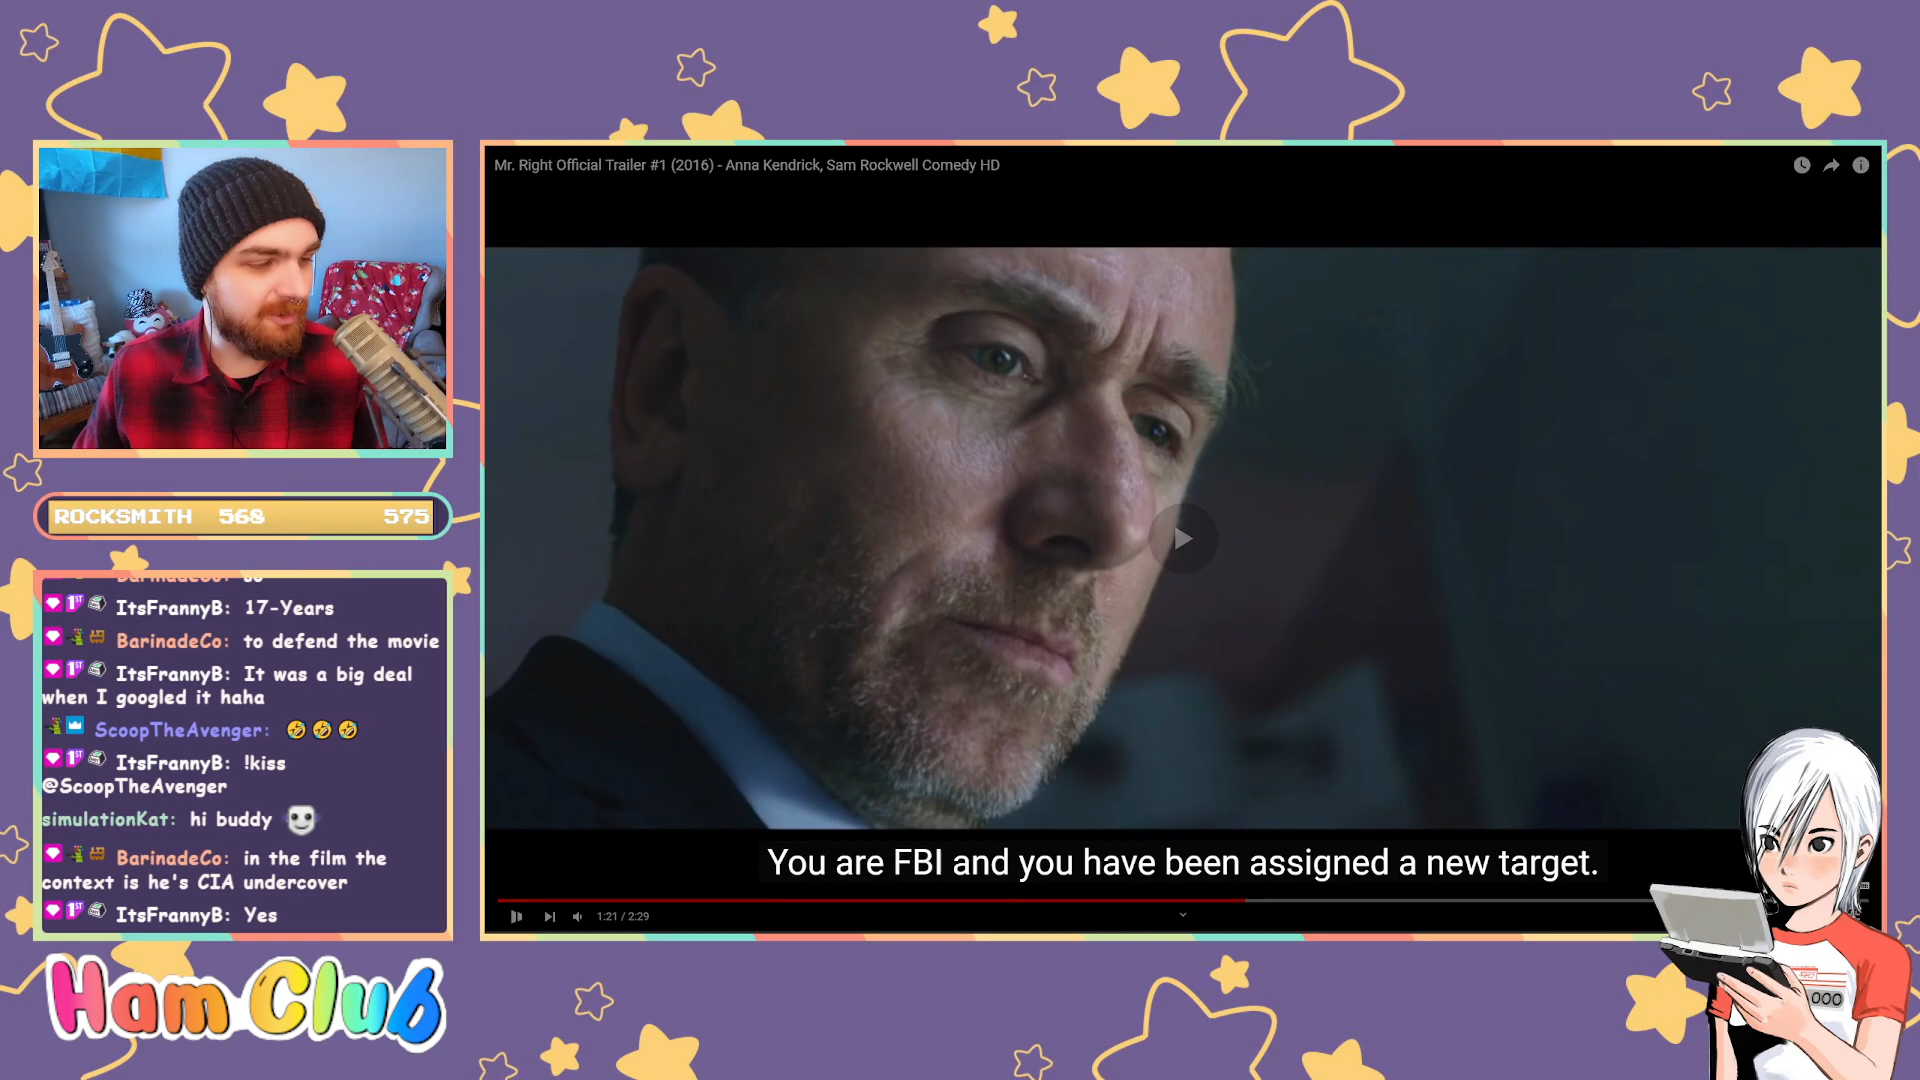 Mr. Right Official Trailer #1 (2016) - Anna Kendrick, Sam Rockwell Comedy HD
ROCKSMITH 568 575
ItsFrannyB: 17-Years
BarinadeCo: to defend the movie
ItsFrannyB: It was a big deal
when I googled it haha
ScoopTheAvenger: 🤣🤣🤣
ItsFrannyB: !kiss
@ScoopTheAvenger
simulationKat: hi buddy
BarinadeCo: in the film the
context is he's CIA undercover
ItsFrannyB: Yes
You are FBI and you have been assigned a new target.
1:21 / 2:29
Ham Club